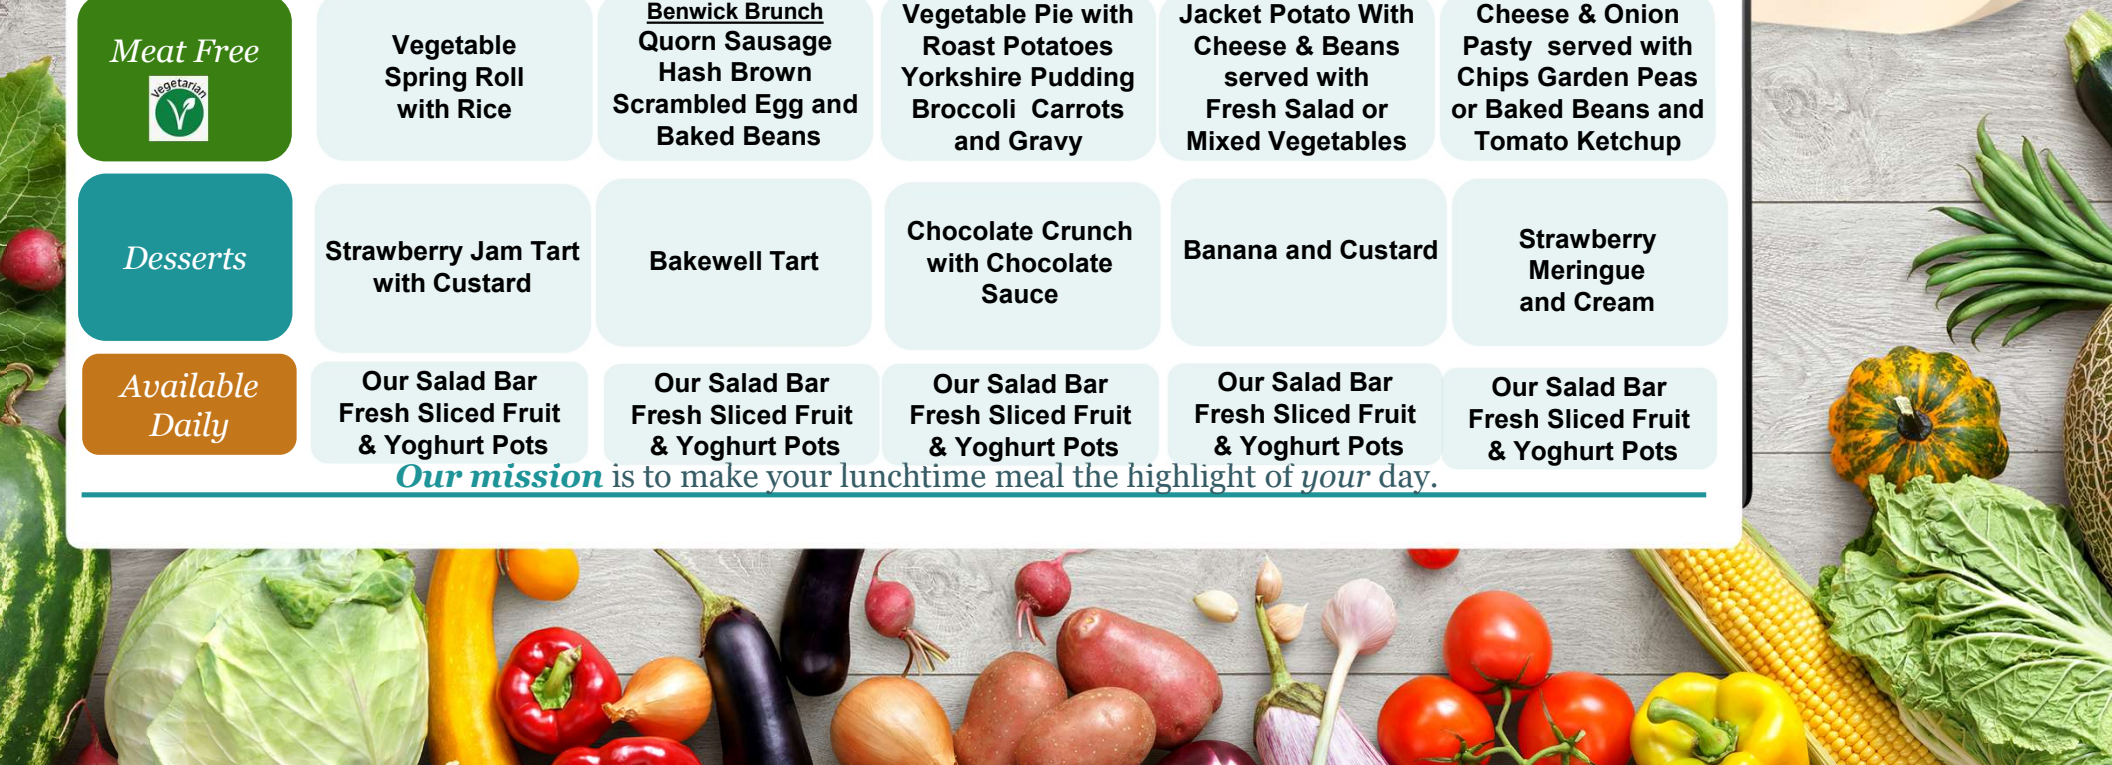 Meat Free
Vegetarian
Vegetable
Spring Roll
with Rice
Benwick Brunch
Quorn Sausage
Hash Brown
Scrambled Egg and
Baked Beans
Vegetable Pie with
Roast Potatoes
Yorkshire Pudding
Broccoli  Carrots
and Gravy
Jacket Potato With
Cheese & Beans
served with
Fresh Salad or
Mixed Vegetables
Cheese & Onion
Pasty  served with
Chips Garden Peas
or Baked Beans and
Tomato Ketchup
Desserts
Strawberry Jam Tart
with Custard
Bakewell Tart
Chocolate Crunch
with Chocolate
Sauce
Banana and Custard
Strawberry
Meringue
and Cream
Available
Daily
Our Salad Bar
Fresh Sliced Fruit
& Yoghurt Pots
Our Salad Bar
Fresh Sliced Fruit
& Yoghurt Pots
Our Salad Bar
Fresh Sliced Fruit
& Yoghurt Pots
Our Salad Bar
Fresh Sliced Fruit
& Yoghurt Pots
Our Salad Bar
Fresh Sliced Fruit
& Yoghurt Pots
Our mission is to make your lunchtime meal the highlight of your day.